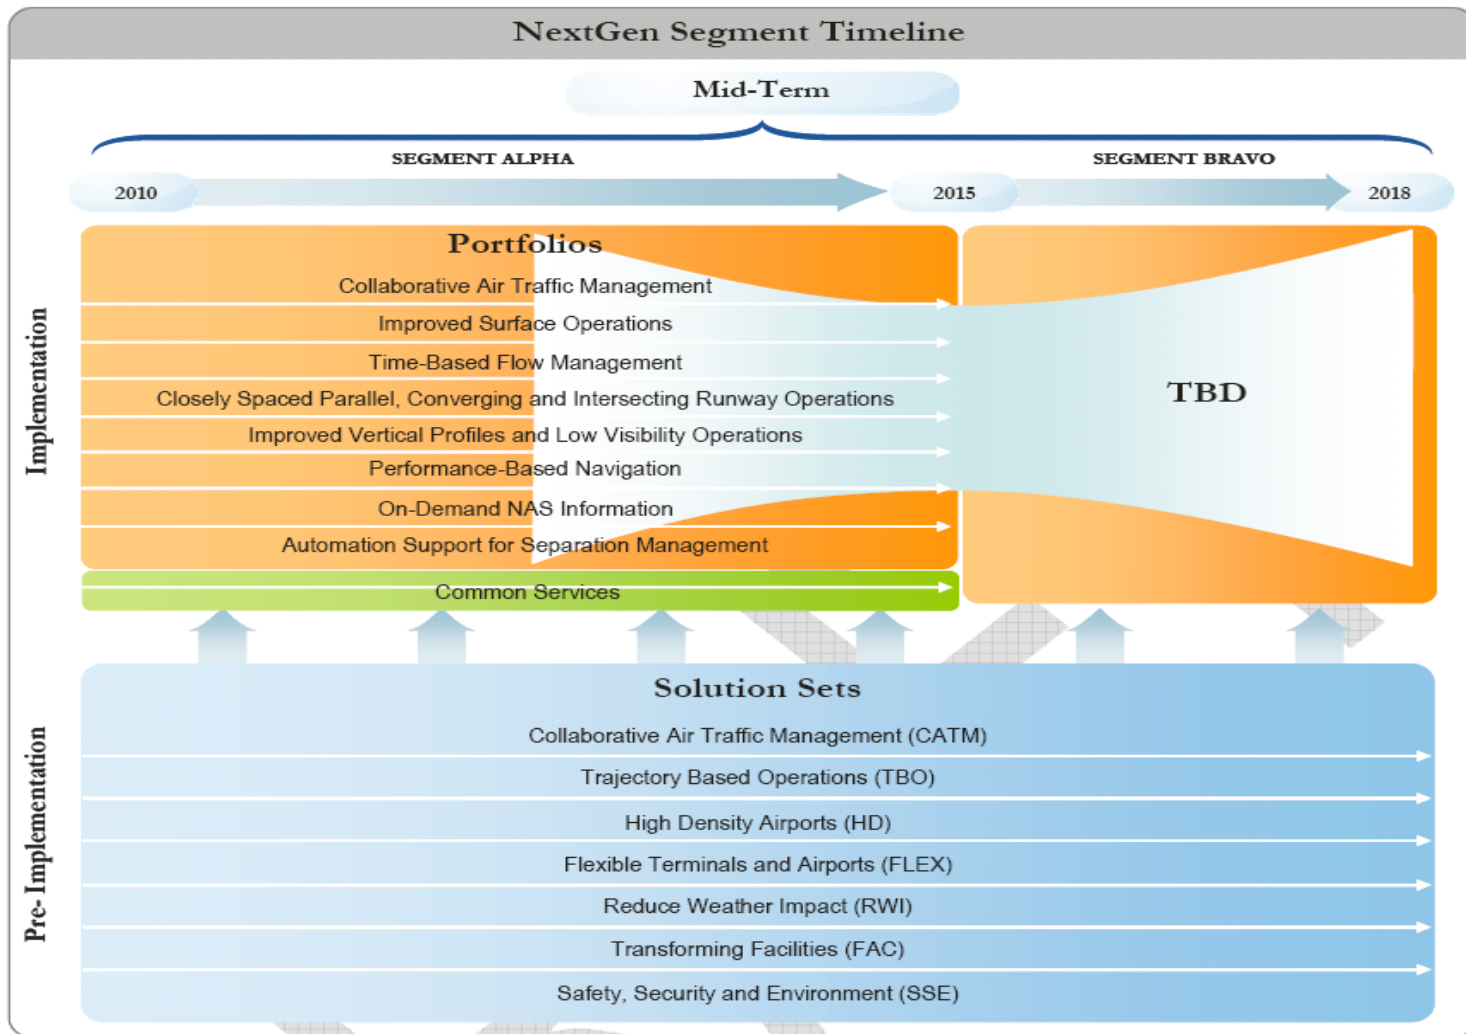 NextGen Segment Timeline
Mid-Term
SEGMENT ALPHA
SEGMENT BRAVO
2010
2015
2018
Implementation
Portfolios
Collaborative Air Traffic Management
Improved Surface Operations
Time-Based Flow Management
Closely Spaced Parallel, Converging and Intersecting Runway Operations
Improved Vertical Profiles and Low Visibility Operations
Performance-Based Navigation
On-Demand NAS Information
Automation Support for Separation Management
Common Services
TBD
Pre- Implementation
Solution Sets
Collaborative Air Traffic Management (CATM)
Trajectory Based Operations (TBO)
High Density Airports (HD)
Flexible Terminals and Airports (FLEX)
Reduce Weather Impact (RWI)
Transforming Facilities (FAC)
Safety, Security and Environment (SSE)